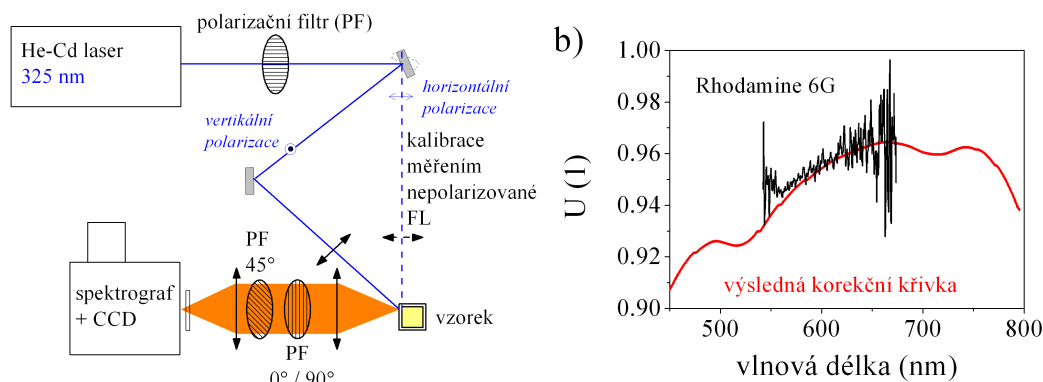 polarizační filtr (PF)
He-Cd laser
325 nm
horizontální
polarizace
vertikální
polarizace
kalibrace
měřením
nepolarizované
FL
PF
45°
spektrograf
+ CCD
vzorek
PF
0° / 90°
b)
1.00
0.98
0.96
0.94
0.92
0.90
U (1)
Rhodamine 6G
výsledná korekční křivka
500
600
700
800
vlnová délka (nm)